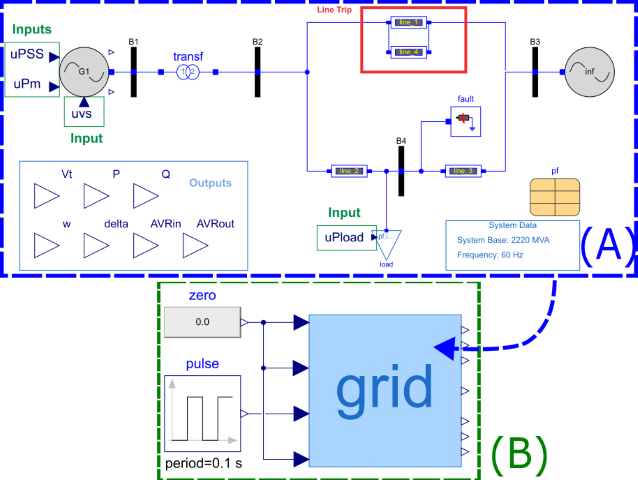 Line Trip
Inputs
uPSS
uPm
G1
B1
transf
1 2
B2
line_1
line_4
B3
inf
uvs
Input
fault
B4
line_2
line_3
Vt
P
Q
Outputs
w
delta
AVRin
AVRout
Input
uPload
load
pf
System Data
System Base: 2220 MVA
Frequency: 60 Hz
(A)
zero
0.0
pulse
period=0.1 s
grid
(B)